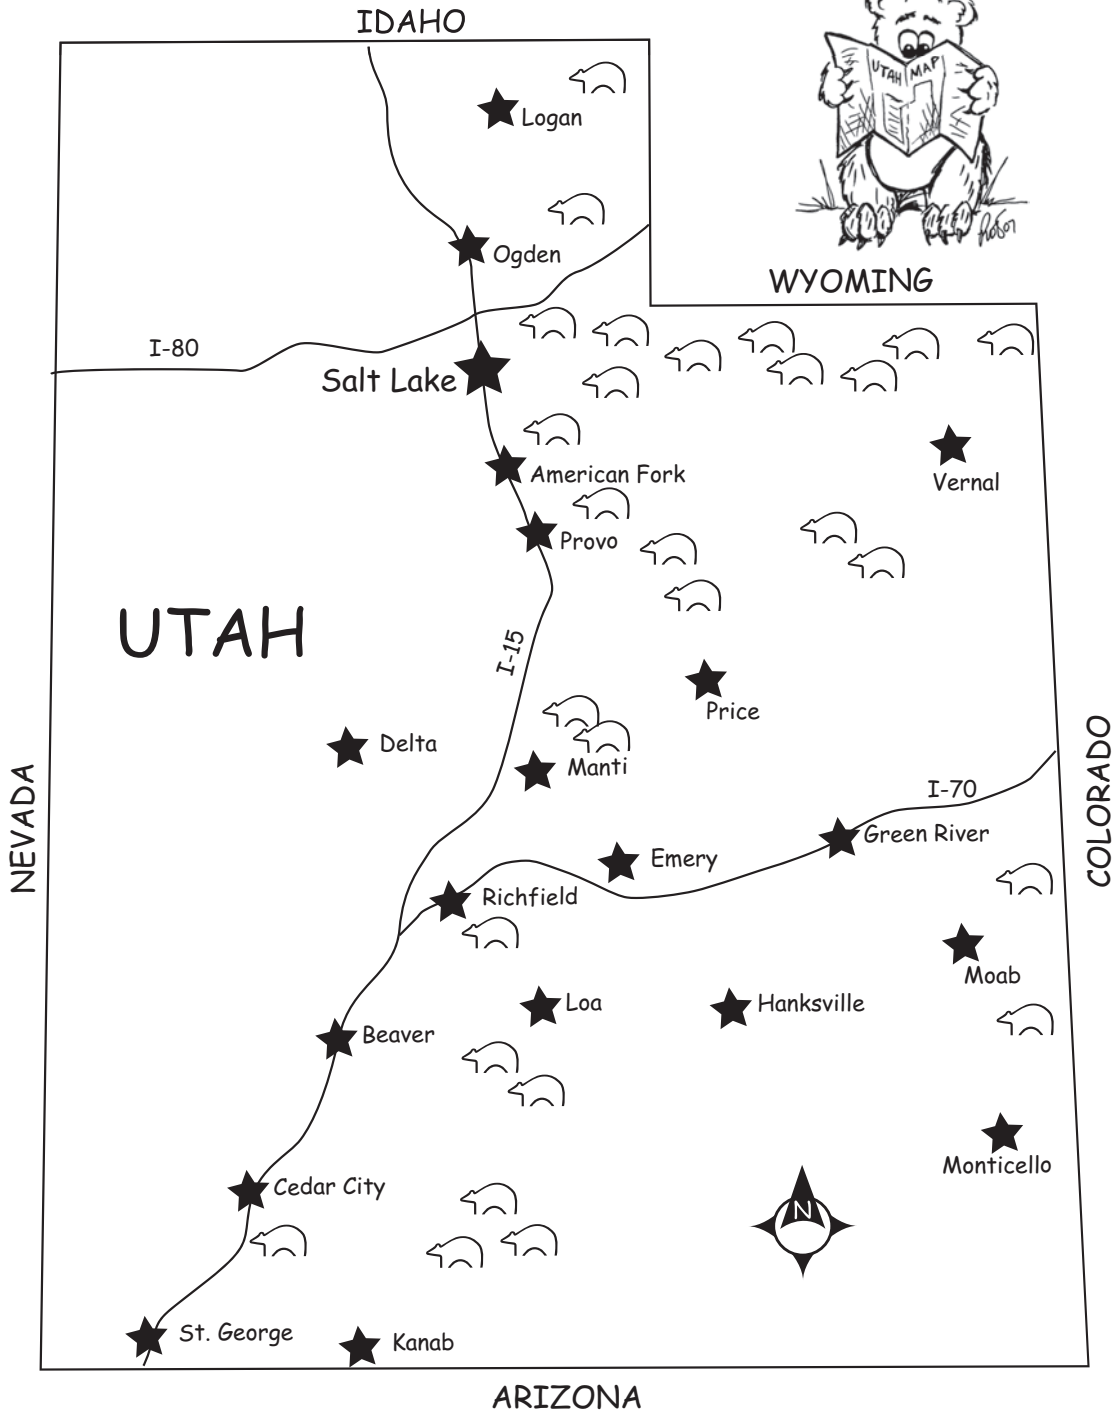 IDAHO
UTAH MAP
Logan
Ogden
WYOMING
I-80
Salt Lake
American Fork
Vernal
Provo
UTAH
I-15
Price
Delta
Manti
NEVADA
COLORADO
I-70
Green River
Emery
Richfield
Moab
Loa
Hanksville
Beaver
Monticello
Cedar City
N
St. George
Kanab
ARIZONA